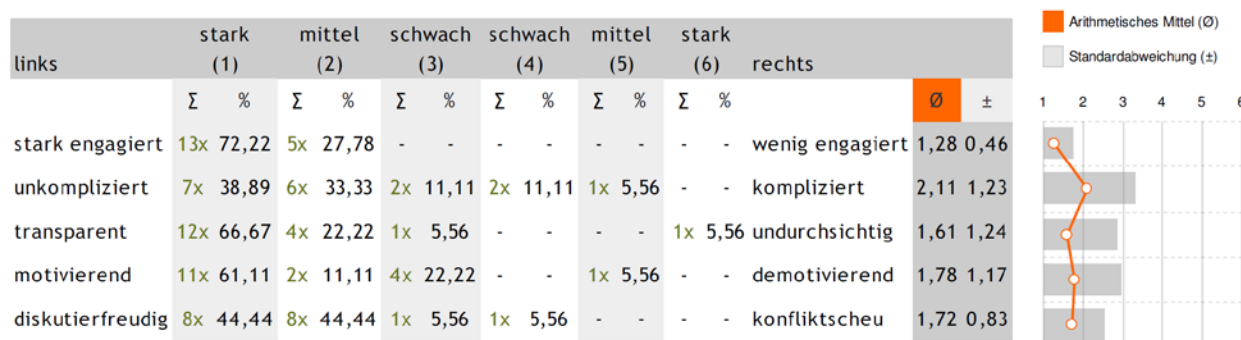 stark mittel schwach schwach mittel stark
links (1) (2) (3) (4) (5) (6) rechts
Σ % Σ % Σ % Σ % Σ % Σ % Ø ±
stark engagiert 13x 72,22 5x 27,78 - - - - - - - - wenig engagiert 1,28 0,46
unkompliziert 7x 38,89 6x 33,33 2x 11,11 2x 11,11 1x 5,56 - - kompliziert 2,11 1,23
transparent 12x 66,67 4x 22,22 1x 5,56 - - - - 1x 5,56 undurchsichtig 1,61 1,24
motivierend 11x 61,11 2x 11,11 4x 22,22 - - 1x 5,56 - - demotivierend 1,78 1,17
diskutierfreudig 8x 44,44 8x 44,44 1x 5,56 1x 5,56 - - - - konfliktscheu 1,72 0,83
Arithmetisches Mittel (Ø)
Standardabweichung (±)
1 2 3 4 5 6